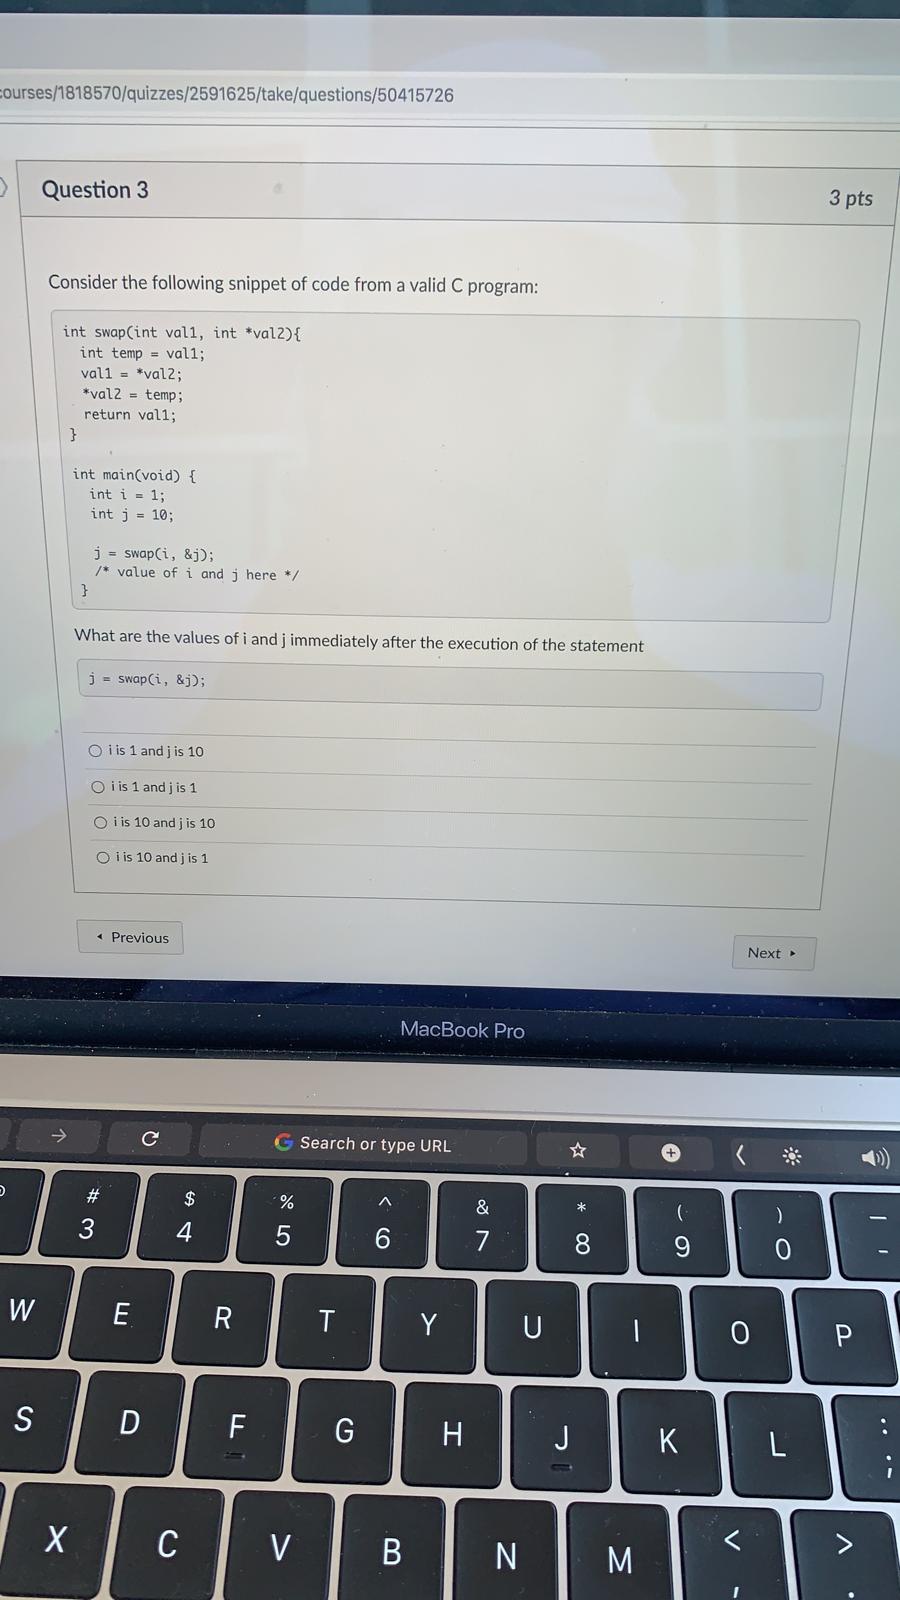 courses/1818570/quizzes/2591625/take/questions/50415726
Question 3
3 pts
Consider the following snippet of code from a valid C program:
int swap(int val1, int *val2){
int temp = val1;
val1 = *val2;
*val2 = temp;
return val1;
}
int main(void) {
int i = 1;
int j = 10;
j = swap(i, &j);
/* value of i and j here */
}
What are the values of i and j immediately after the execution of the statement
j = swap(i, &j);
i is 1 and j is 10
i is 1 and j is 1
i is 10 and j is 10
i is 10 and j is 1
◂ Previous
Next ▸
MacBook Pro
G Search or type URL
# $ % ^ & * ( ) —
3 4 5 6 7 8 9 0 -
W E R T Y U I O P
S D F G H J K L : ;
X C V B N M < , > .